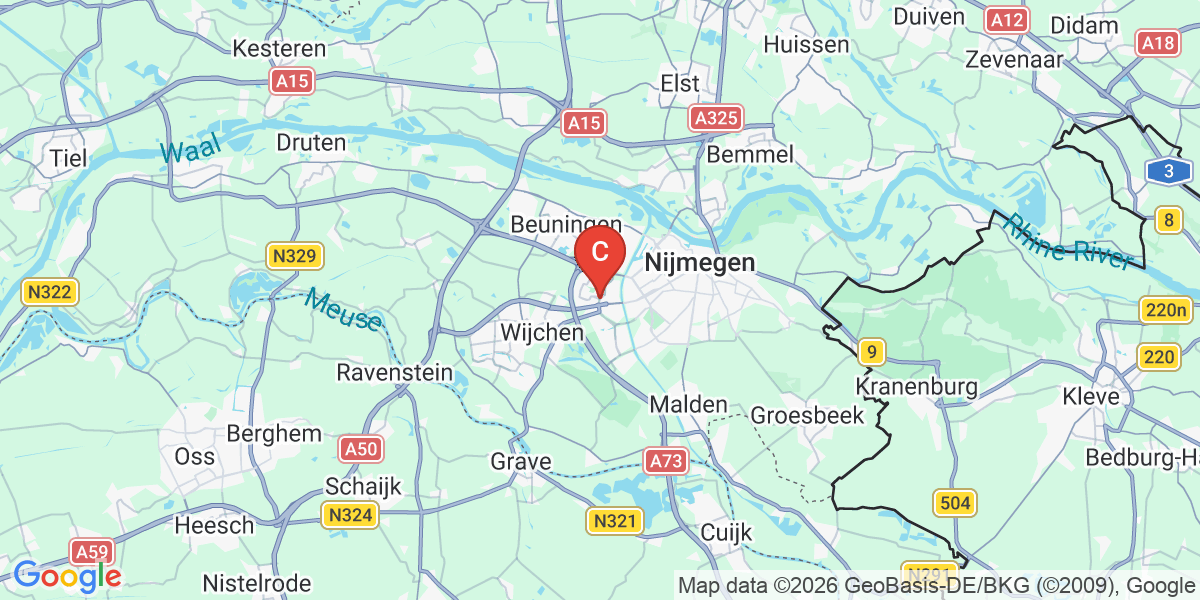 Duiven
A12
Didam
Kesteren
Huissen
A18
Zevenaar
A15
Elst
A15
A325
Waal
Druten
Tiel
Bemmel
3
Beuningen
8
Rhine River
C
Nijmegen
N329
N322
Meuse
220n
Wijchen
9
220
Ravenstein
Kranenburg
Kleve
Malden
Groesbeek
Berghem
A50
Oss
Grave
A73
Bedburg-Ha
Schaijk
N324
504
Heesch
N321
Cuijk
A59
Google
Nistelrode
N291
Map data ©2026 GeoBasis-DE/BKG (©2009), Google